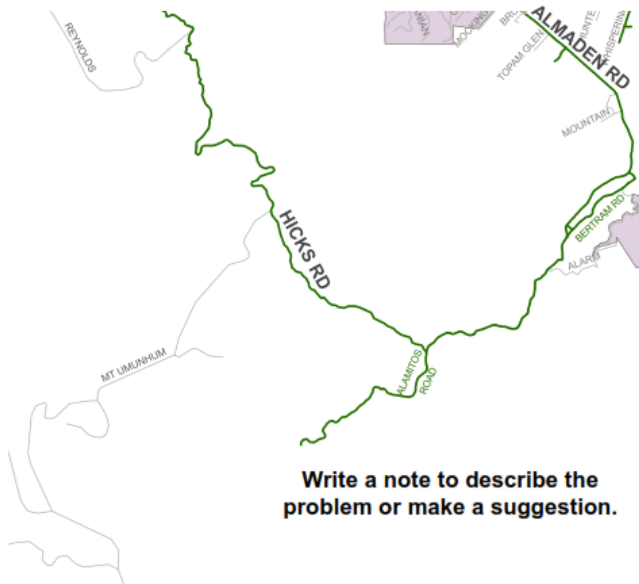 REYNOLDS
MOCKING
TOPAM GLEN
ALMADEN RD
MOUNTAIN
BERTRAM RD
HICKS RD
MT UMUNHUM
ALAMITOS
ROAD
Write a note to describe the
problem or make a suggestion.